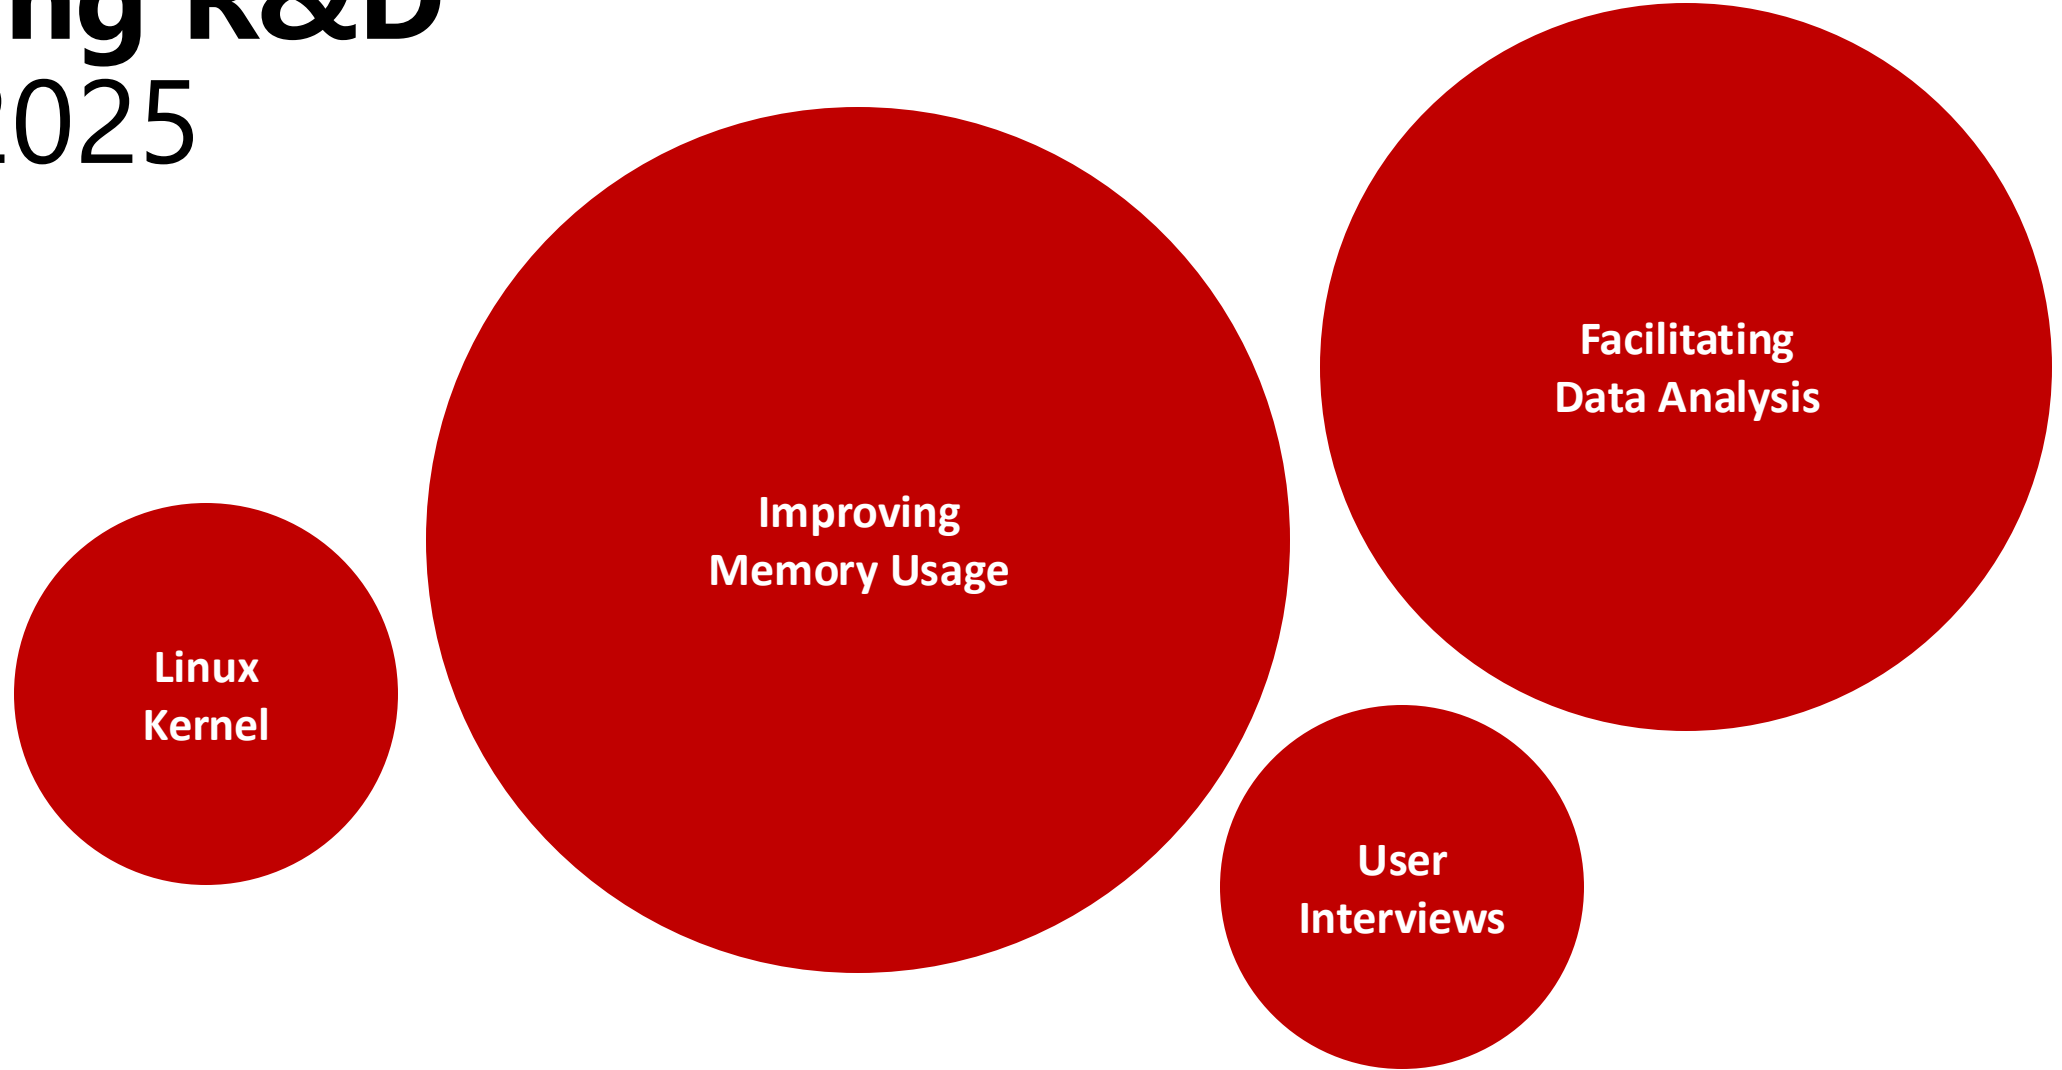 R&D
2025
Facilitating
Data Analysis
Improving
Memory Usage
Linux
Kernel
User
Interviews